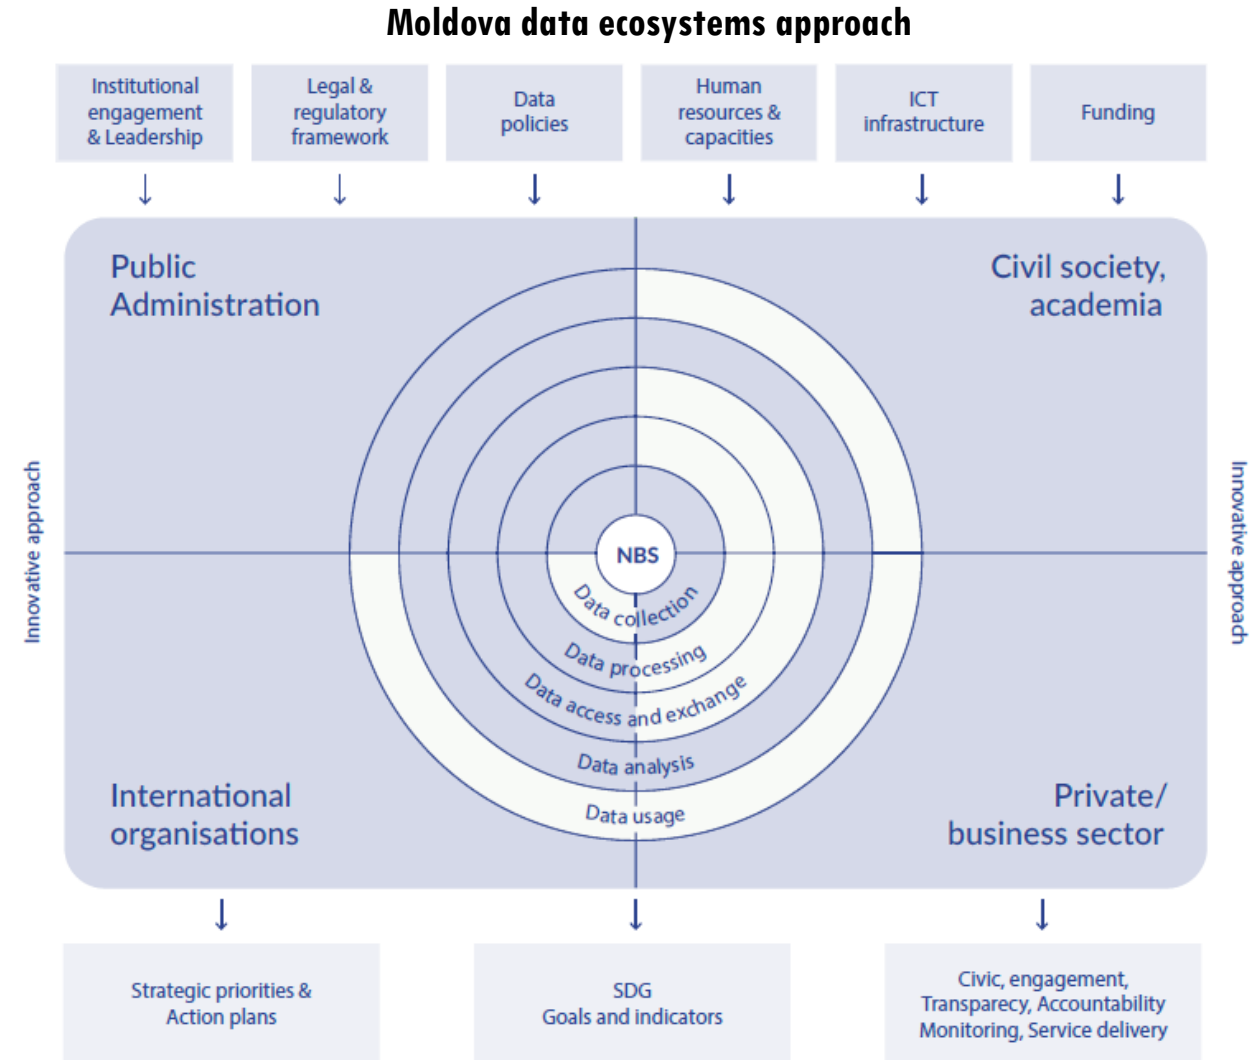 Moldova data ecosystems approach
Institutional
engagement
& Leadership
Legal &
regulatory
framework
Data
policies
Human
resources &
capacities
ICT
infrastructure
Funding
Public
Administration
Civil society,
academia
Innovative approach
Innovative approach
NBS
Data collection
Data processing
Data access and exchange
Data analysis
Data usage
International
organisations
Private/
business sector
Strategic priorities &
Action plans
SDG
Goals and indicators
Civic, engagement,
Transparecy, Accountability
Monitoring, Service delivery